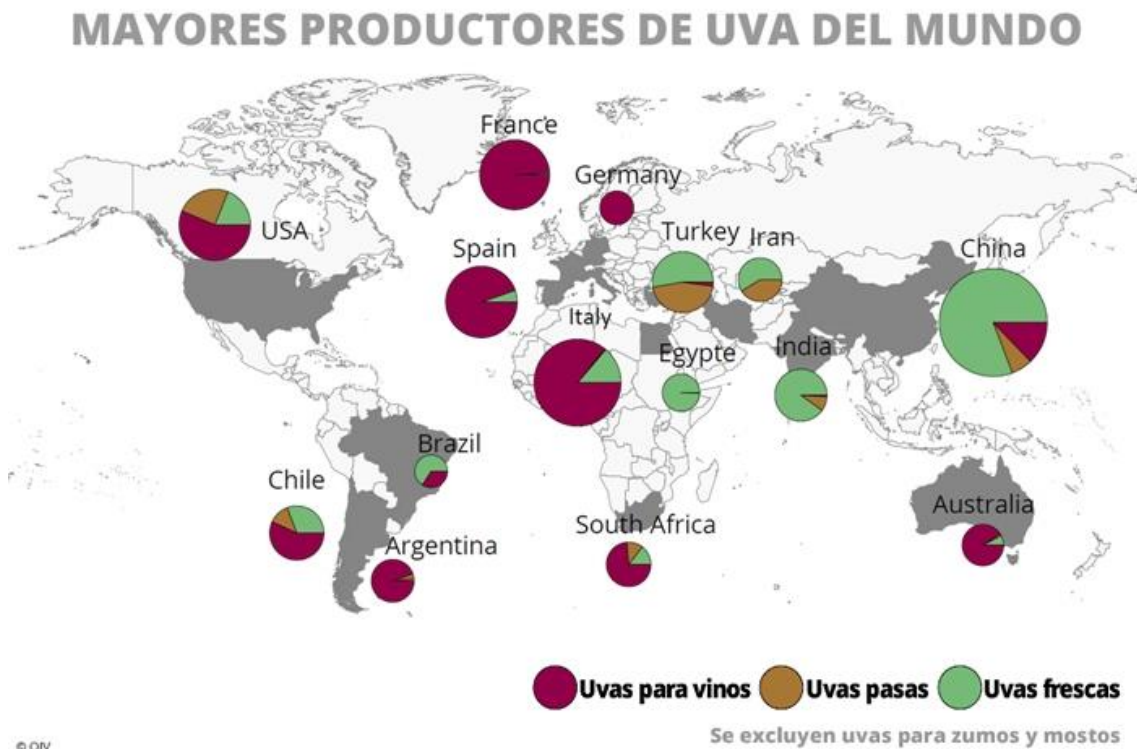 MAYORES PRODUCTORES DE UVA DEL MUNDO
France
Germany
USA
Spain
Turkey
Iran
China
Italy
Egypte
India
Brazil
Chile
Argentina
South Africa
Australia
Uvas para vinos
Uvas pasas
Uvas frescas
Se excluyen uvas para zumos y mostos
© OIV